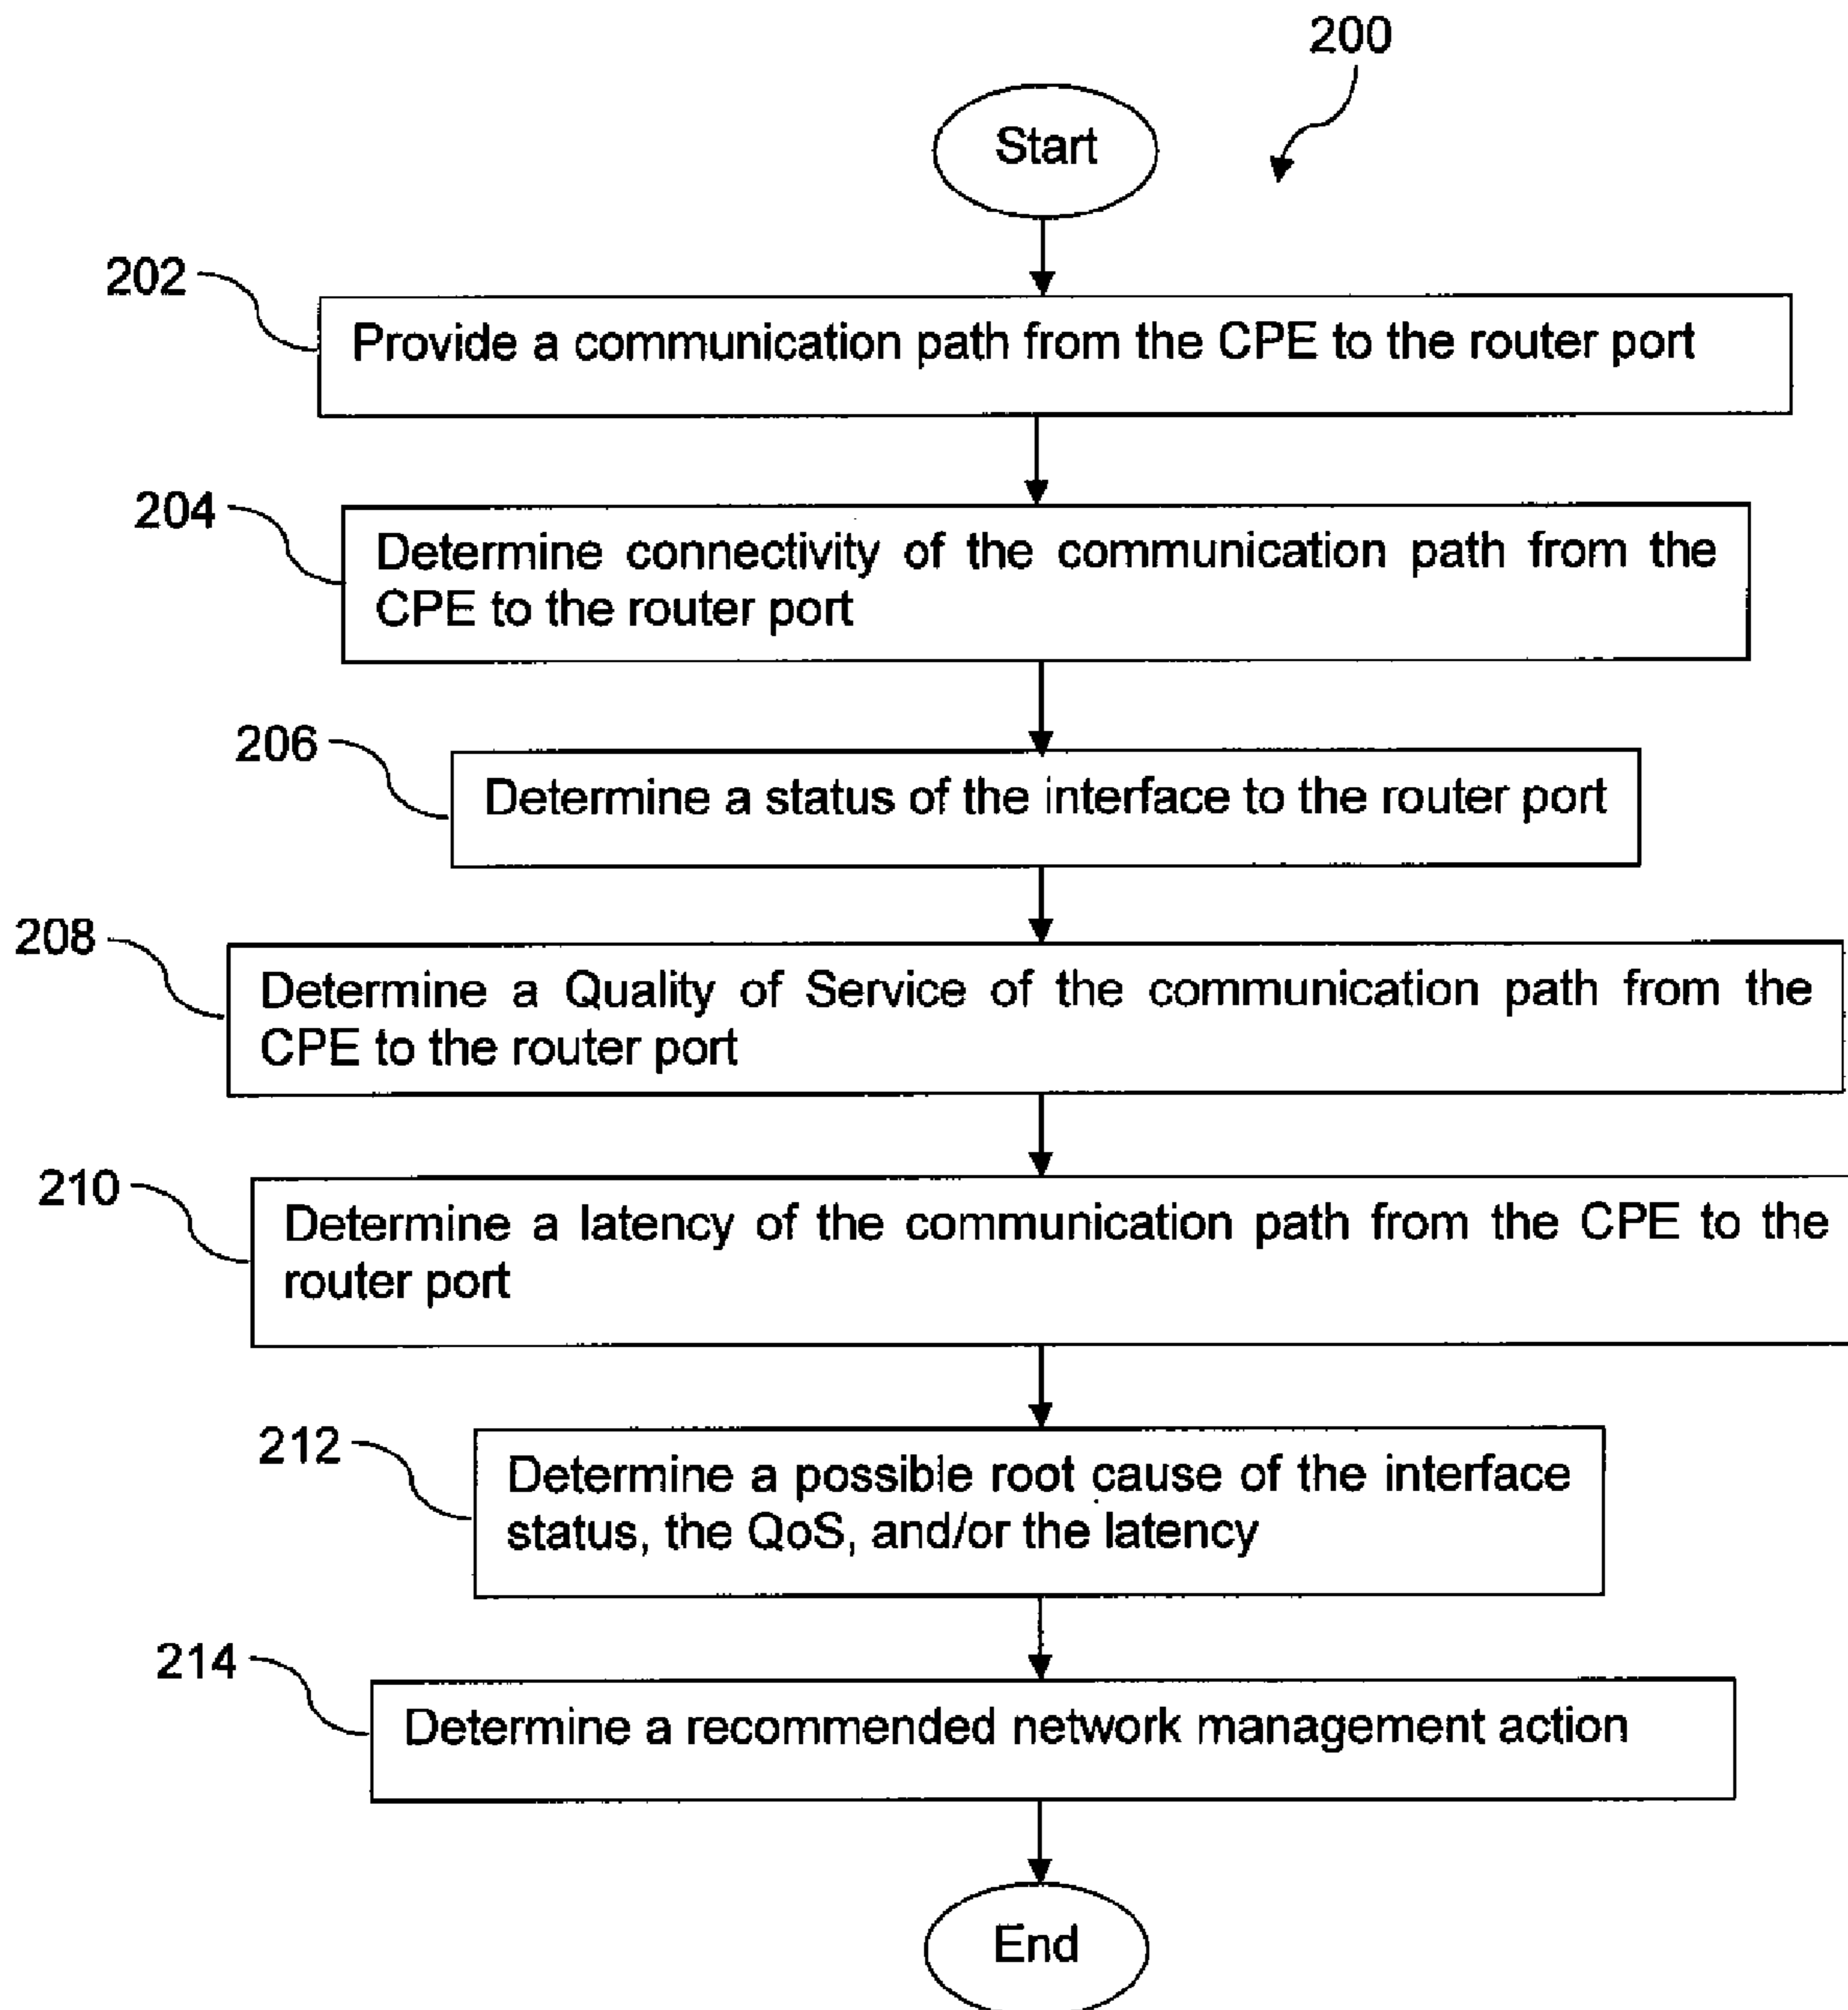 200
Start
202
Provide a communication path from the CPE to the router port
204
Determine connectivity of the communication path from the
CPE to the router port
206
Determine a status of the interface to the router port
208
Determine a Quality of Service of the communication path from the
CPE to the router port
210
Determine a latency of the communication path from the CPE to the
router port
212
Determine a possible root cause of the interface
status, the QoS, and/or the latency
214
Determine a recommended network management action
End